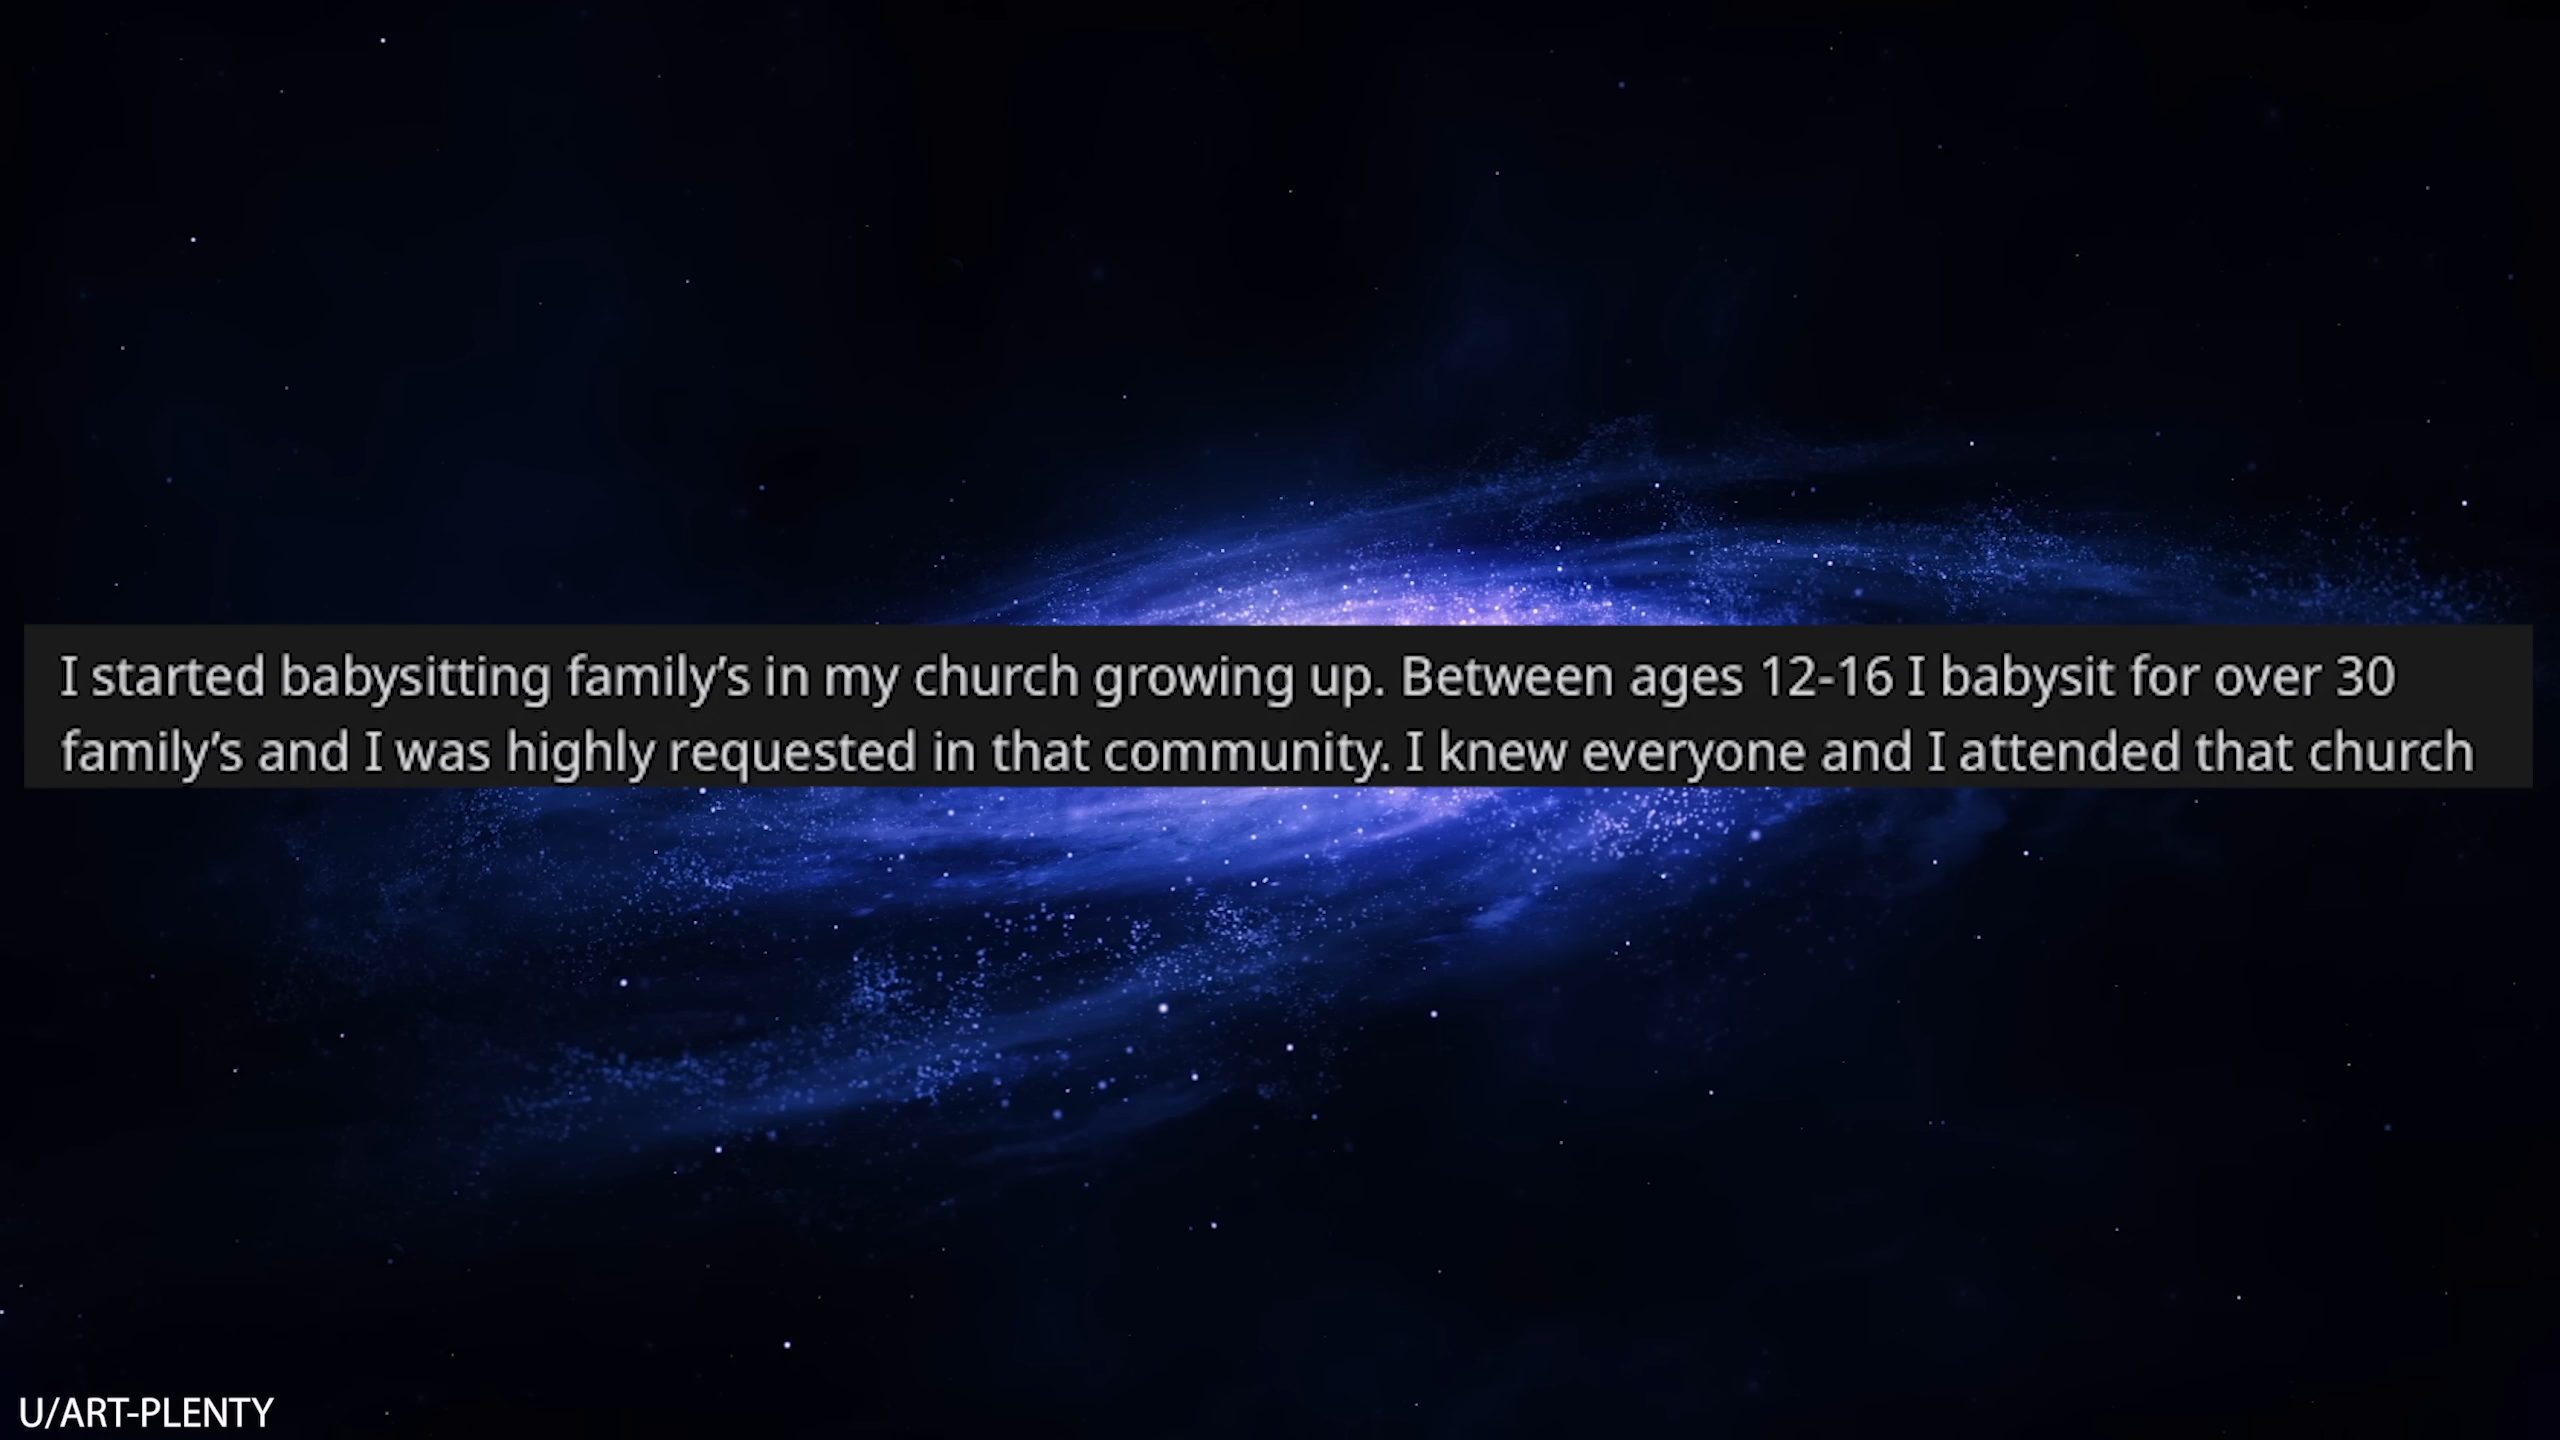 I started babysitting family’s in my church growing up. Between ages 12-16 I babysit for over 30
family’s and I was highly requested in that community. I knew everyone and I attended that church
U/ART-PLENTY